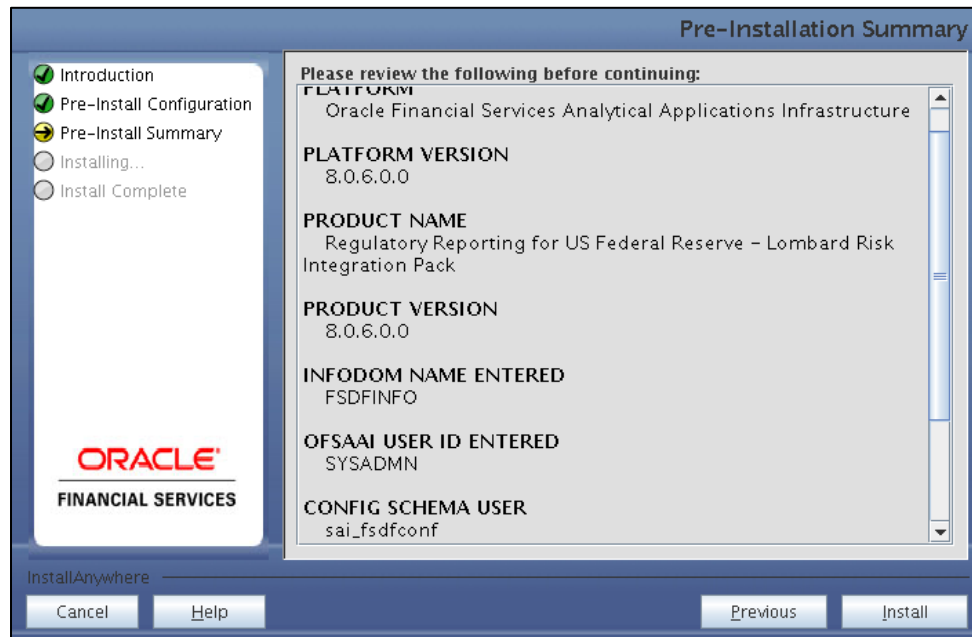 Pre-Installation Summary
Introduction
Pre-Install Configuration
Pre-Install Summary
Installing...
Install Complete
ORACLE
FINANCIAL SERVICES
Please review the following before continuing:
PLATFORM
Oracle Financial Services Analytical Applications Infrastructure
PLATFORM VERSION
8.0.6.0.0
PRODUCT NAME
Regulatory Reporting for US Federal Reserve – Lombard Risk
Integration Pack
PRODUCT VERSION
8.0.6.0.0
INFODOM NAME ENTERED
FSDFINFO
OFSAAI USER ID ENTERED
SYSADMN
CONFIG SCHEMA USER
sai_fsdfconf
InstallAnywhere
Cancel
Help
Previous
Install